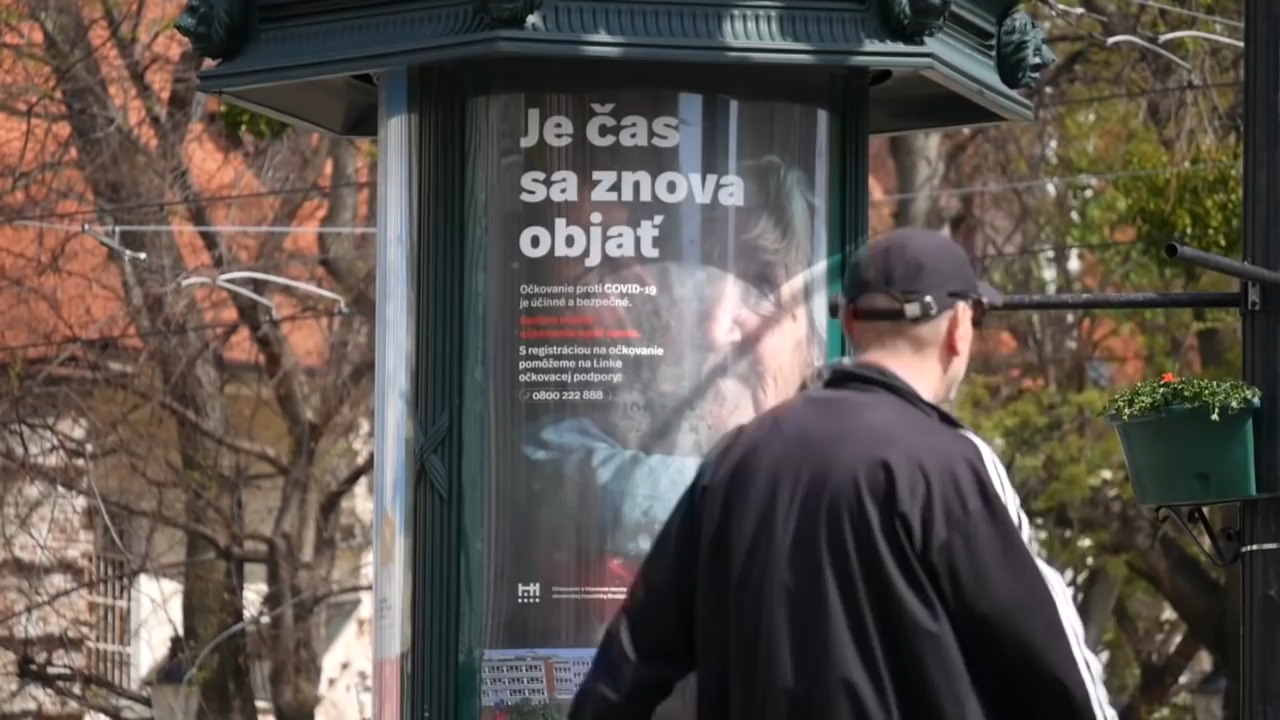 Je čas
sa znova
objať
Očkovanie proti COVID-19
je účinné a bezpečné.
S registráciou na očkovanie
pomôžeme na Linke
očkovacej podpory:
0800 222 888